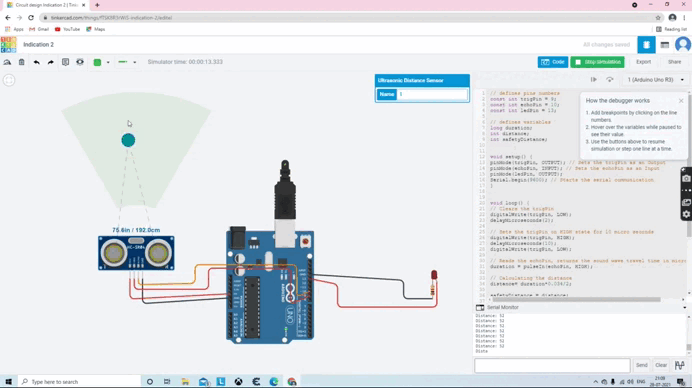 Circuit design Indication 2 | Tin
tinkercad.com/things/
Apps
Gmail
YouTube
Maps
Reading list
Indication 2
All changes saved
Simulator time: 00:00:13.333
Code
Stop simulation
Export
Share
Ultrasonic Distance Sensor
Name 1
1 (Arduino Uno R3)
How the debugger works
1. Add breakpoints by clicking on the line numbers.
2. Hover over the variables while paused to see their value.
3. Use the buttons above to resume simulation or step one line at a time.
// defines pins numbers
const int trigPin = 9;
const int echoPin = 10;
const int ledPin = 13;
// defines variables
long duration;
int distance;
int safetyDistance;
void setup() {
pinMode(trigPin, OUTPUT); // Sets the trigPin as an Output
pinMode(echoPin, INPUT); // Sets the echoPin as an Input
pinMode(ledPin, OUTPUT);
Serial.begin(9600); // Starts the serial communication
}
void loop() {
// Clears the trigPin
digitalWrite(trigPin, LOW);
delayMicroseconds(2);
// Sets the trigPin on HIGH state for 10 micro seconds
digitalWrite(trigPin, HIGH);
delayMicroseconds(10);
digitalWrite(trigPin, LOW);
// Reads the echoPin, returns the sound wave travel time in micro
duration = pulseIn(echoPin, HIGH);
// Calculating the distance
distance= duration*0.034/2;
safetyDistance = distance;
75.6in / 192.0cm
HC-SR04
UNO
Serial Monitor
Distance: 52
Distance: 52
Distance: 52
Distance: 52
Distance: 52
Distance: 52
Distance: 52
Dista
Send
Clear
Type here to search
ENG
21:09
28-07-2021